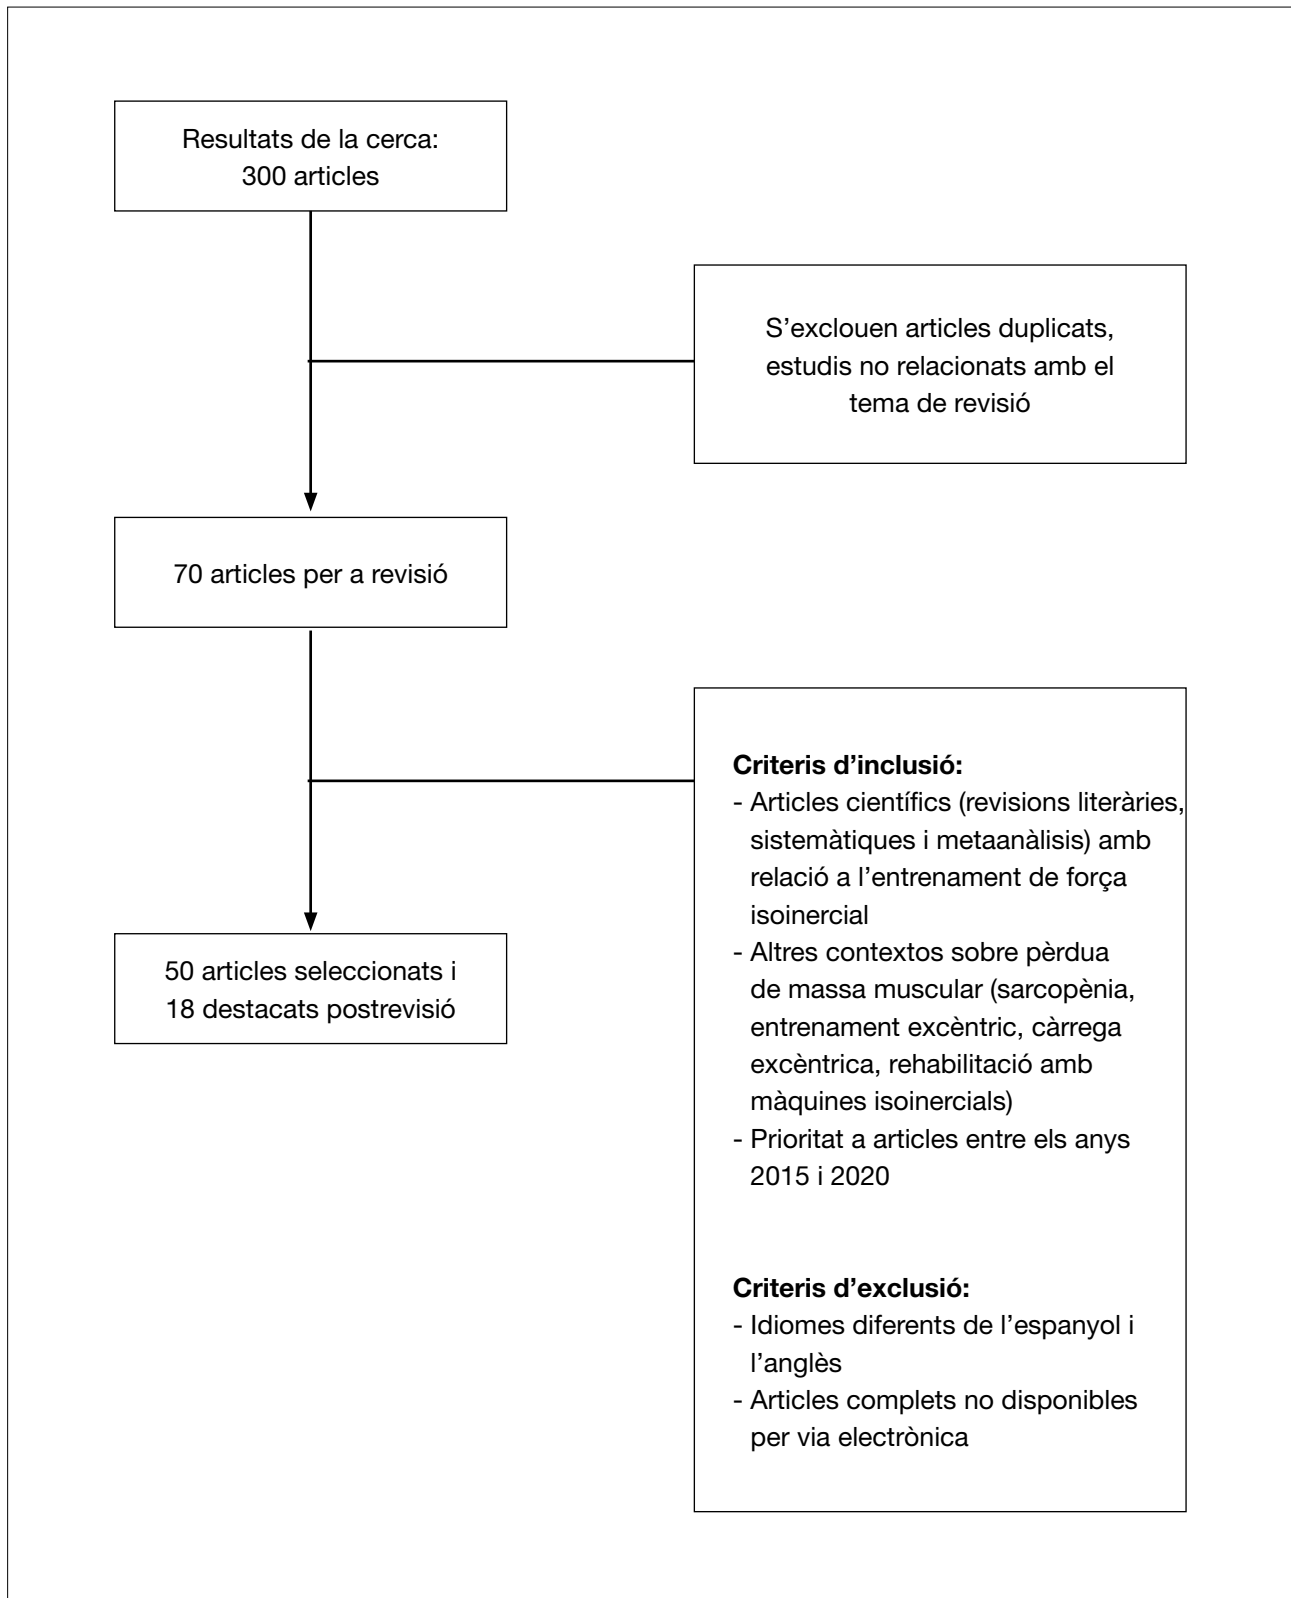 Resultats de la cerca:
300 articles
S’exclouen articles duplicats,
estudis no relacionats amb el
tema de revisió
70 articles per a revisió
Criteris d’inclusió:
- Articles científics (revisions literàries,
sistemàtiques i metaanàlisis) amb
relació a l’entrenament de força
isoinercial
- Altres contextos sobre pèrdua
de massa muscular (sarcopènia,
entrenament excèntric, càrrega
excèntrica, rehabilitació amb
màquines isoinercials)
- Prioritat a articles entre els anys
2015 i 2020
Criteris d’exclusió:
- Idiomes diferents de l’espanyol i
l’anglès
- Articles complets no disponibles
per via electrònica
50 articles seleccionats i
18 destacats postrevisió